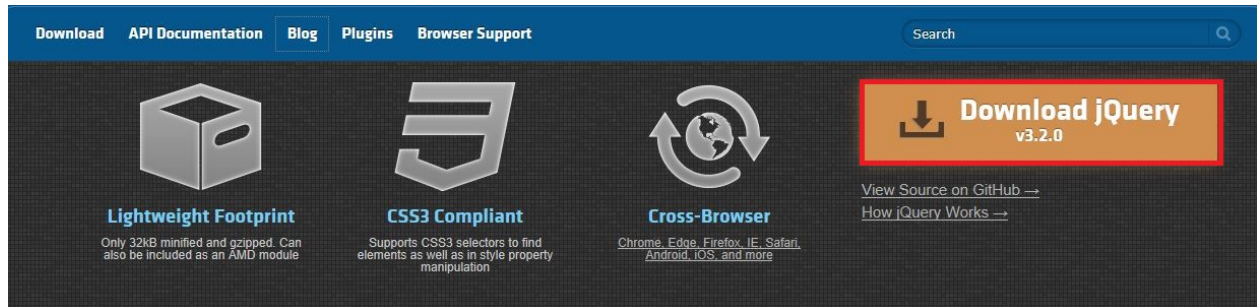 Download API Documentation Blog Plugins Browser Support Search
Lightweight Footprint
Only 32kB minified and gzipped. Can
also be included as an AMD module
CSS3 Compliant
Supports CSS3 selectors to find
elements as well as in style property
manipulation
Cross-Browser
Chrome, Edge, Firefox, IE, Safari,
Android, iOS, and more
Download jQuery
v3.2.0
View Source on GitHub →
How jQuery Works →